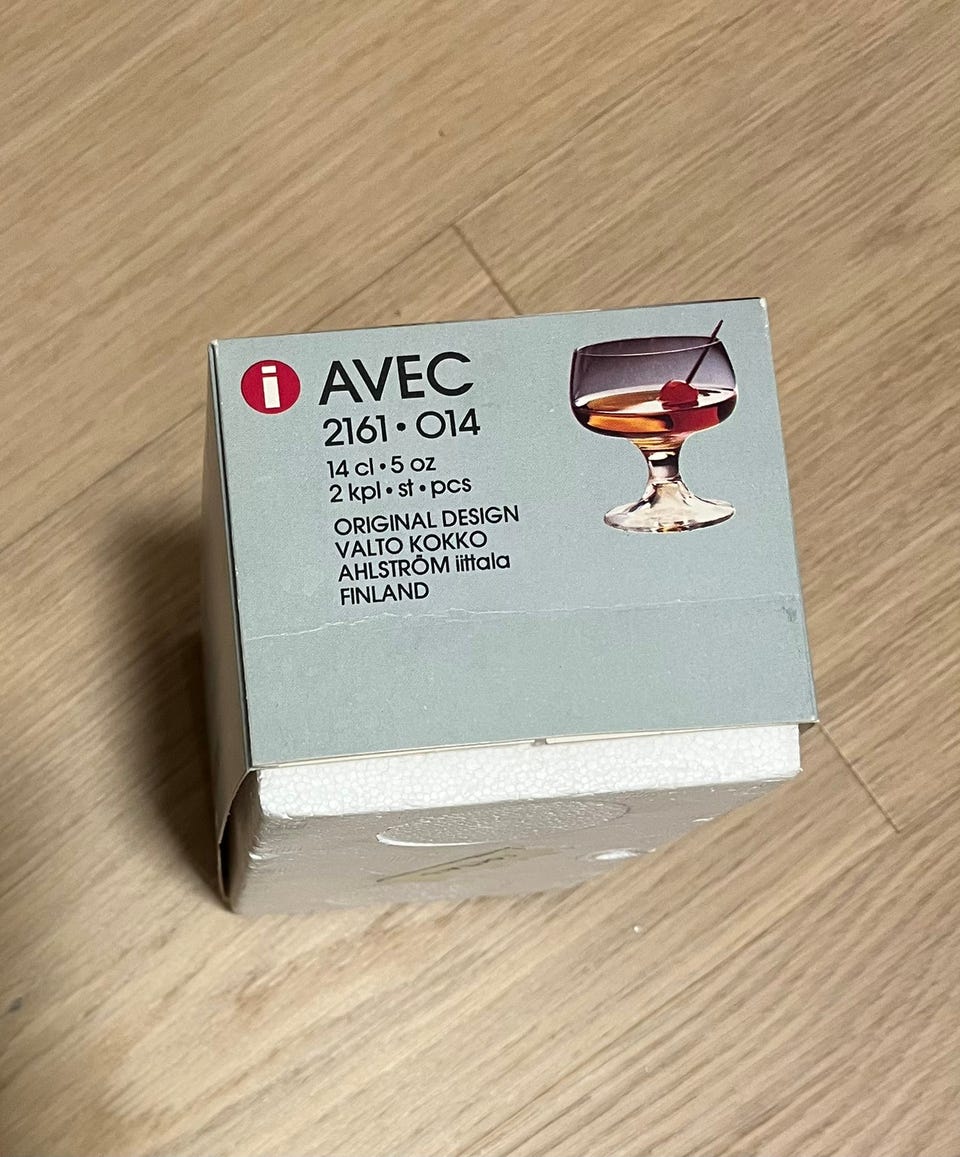 i AVEC
2161 • 014
14 cl • 5 oz
2 kpl • st • pcs
ORIGINAL DESIGN
VALTO KOKKO
AHLSTRÖM iittala
FINLAND